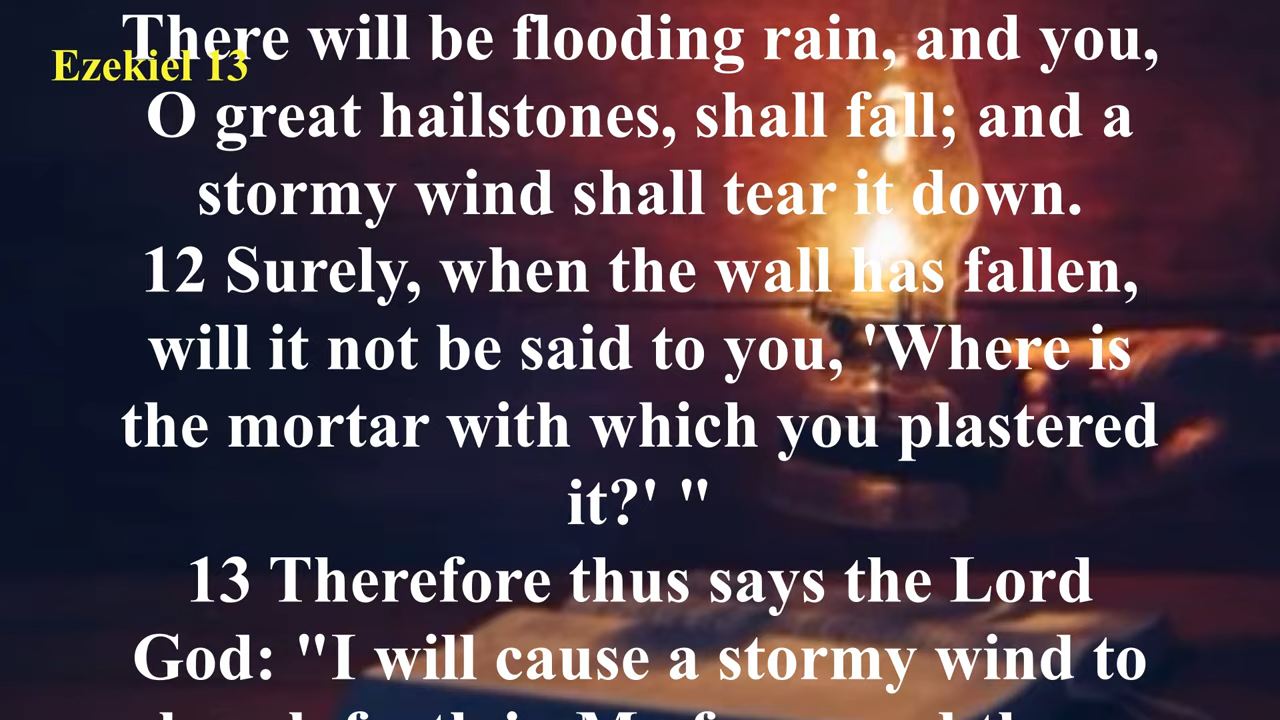 There will be flooding rain, and you,
Ezekiel 13
O great hailstones, shall fall; and a
stormy wind shall tear it down.
12 Surely, when the wall has fallen,
will it not be said to you, 'Where is
the mortar with which you plastered
it?' "
13 Therefore thus says the Lord
God: "I will cause a stormy wind to